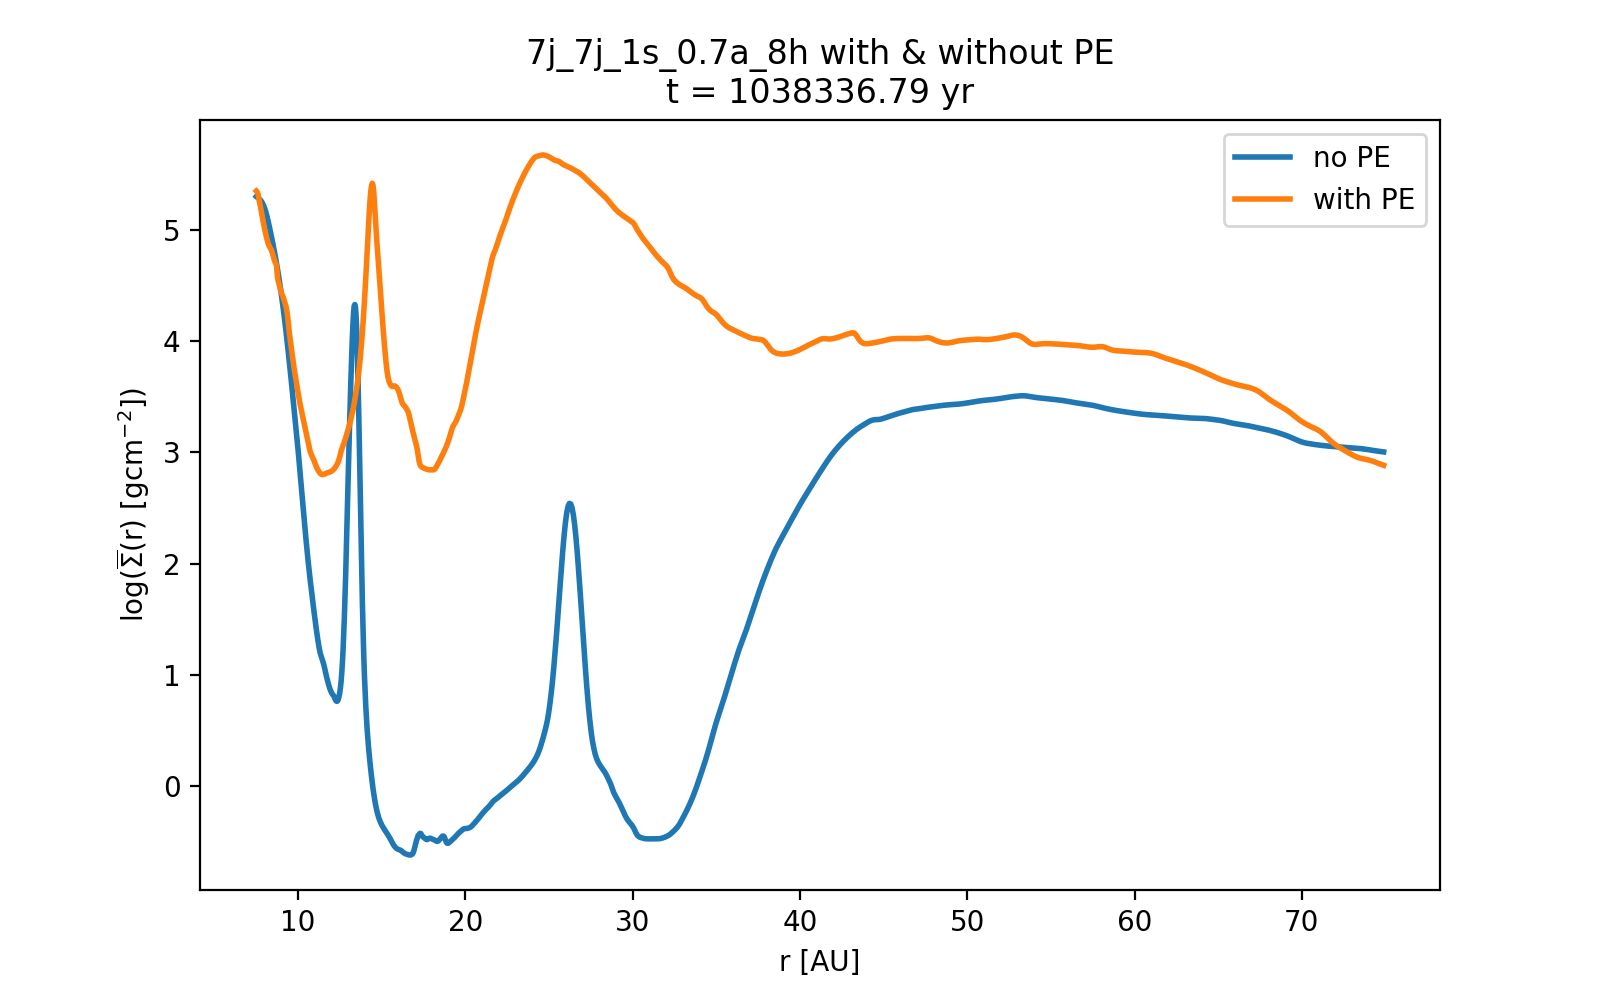 7j_7j_1s_0.7a_8h with & without PE
t = 1038336.79 yr
no PE
with PE
5
4
3
2
1
0
log(Σ̅(r) [gcm⁻²])
10 20 30 40 50 60 70
r [AU]